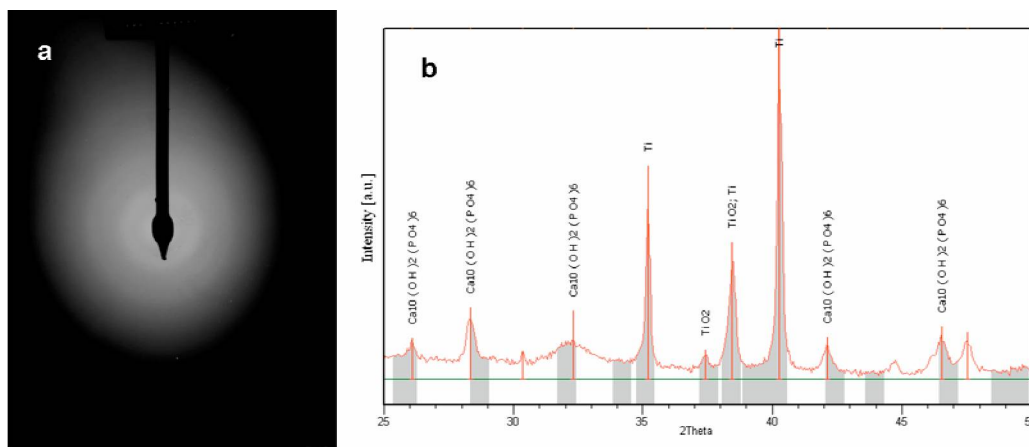 a
b
Intensity [a.u.]
Ca10 ( O H )2 ( P O4 )6
Ca10 ( O H )2 ( P O4 )6
Ca10 ( O H )2 ( P O4 )6
Ti
Ti O2
Ti O2; Ti
Ti
Ca10 ( O H )2 ( P O4 )6
Ca10 ( O H )2 ( P O4 )6
25 30 35 40 45
2Theta